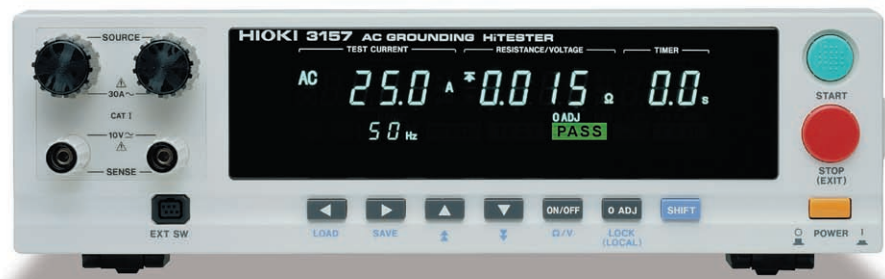 SOURCE
30A~
CAT I
10V≂
SENSE
EXT SW
HIOKI 3157 AC GROUNDING HiTESTER
TEST CURRENT RESISTANCE/VOLTAGE TIMER
AC 25.0 A 0.015 Ω 0.0 s
50 Hz 0 ADJ
PASS
ON/OFF 0 ADJ SHIFT
LOAD SAVE Ω/V LOCK
(LOCAL)
START
STOP
(EXIT)
POWER